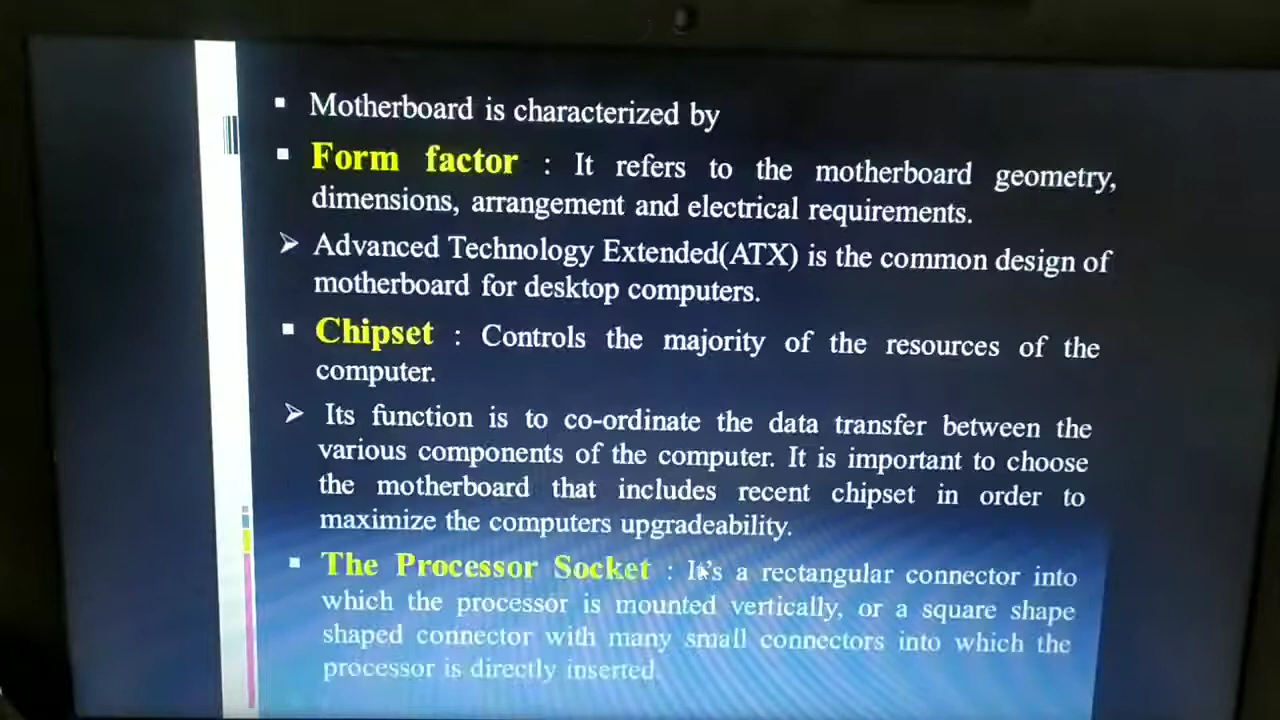 Motherboard is characterized by
Form factor : It refers to the motherboard geometry,
dimensions, arrangement and electrical requirements.
Advanced Technology Extended(ATX) is the common design of
motherboard for desktop computers.
Chipset : Controls the majority of the resources of the
computer.
Its function is to co-ordinate the data transfer between the
various components of the computer. It is important to choose
the motherboard that includes recent chipset in order to
maximize the computers upgradeability.
The Processor Socket : It's a rectangular connector into
which the processor is mounted vertically, or a square shape
shaped connector with many small connectors into which the
processor is directly inserted.